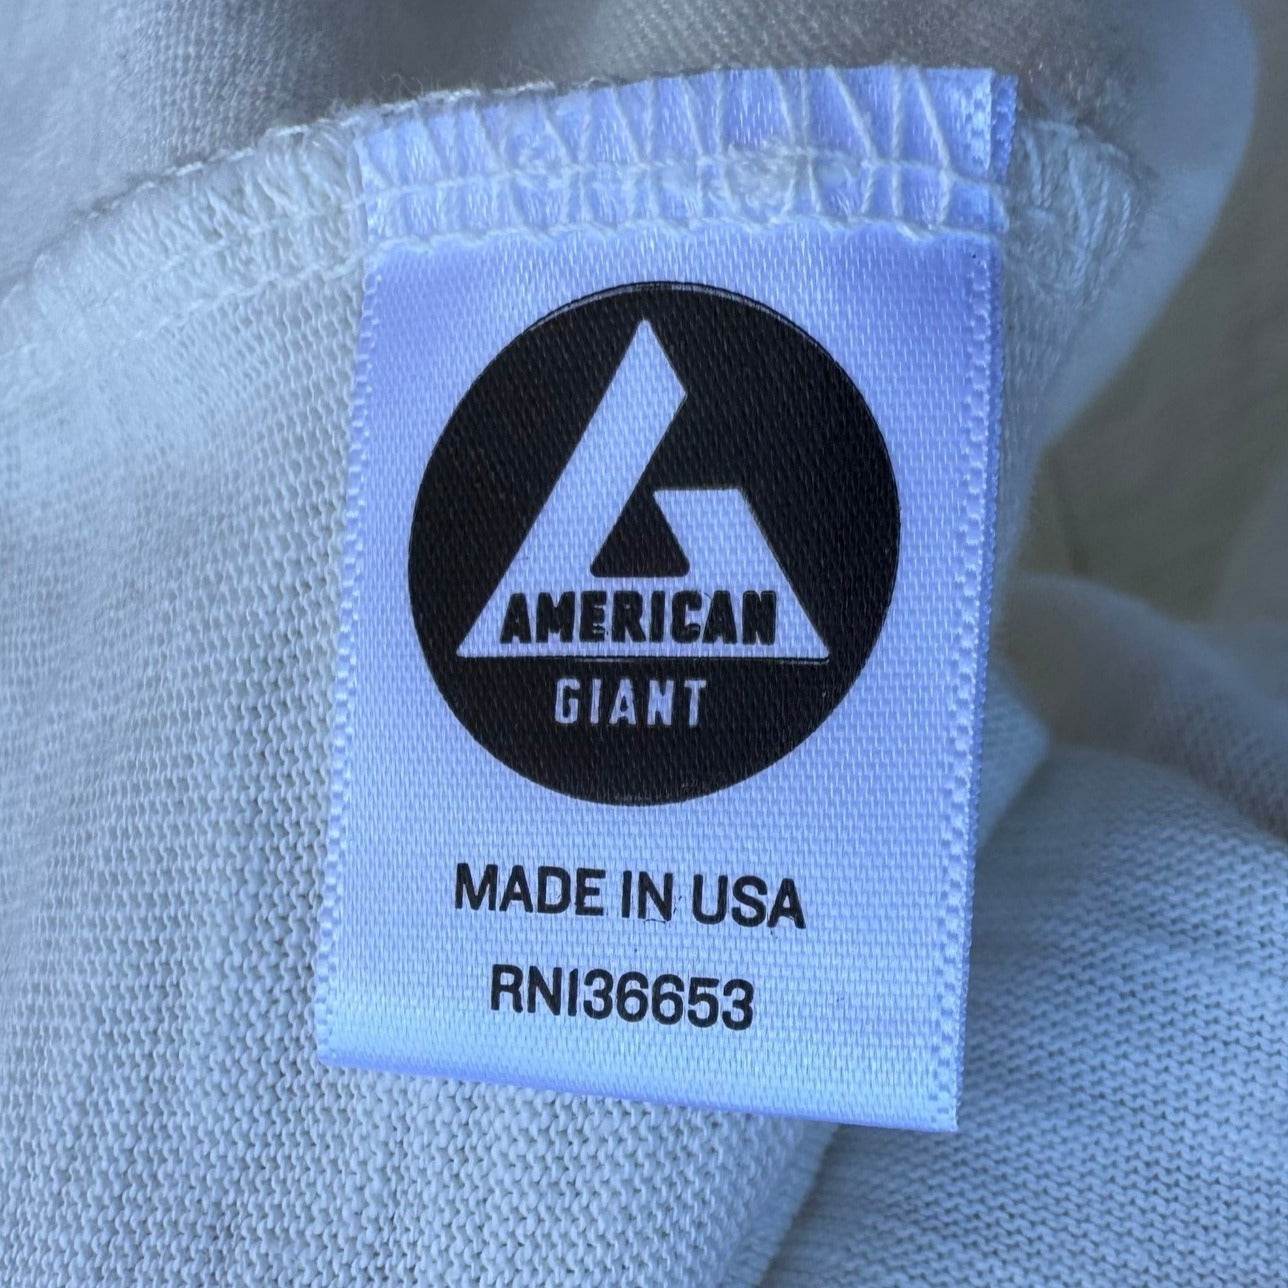 AMERICAN
GIANT
MADE IN USA
RN136653